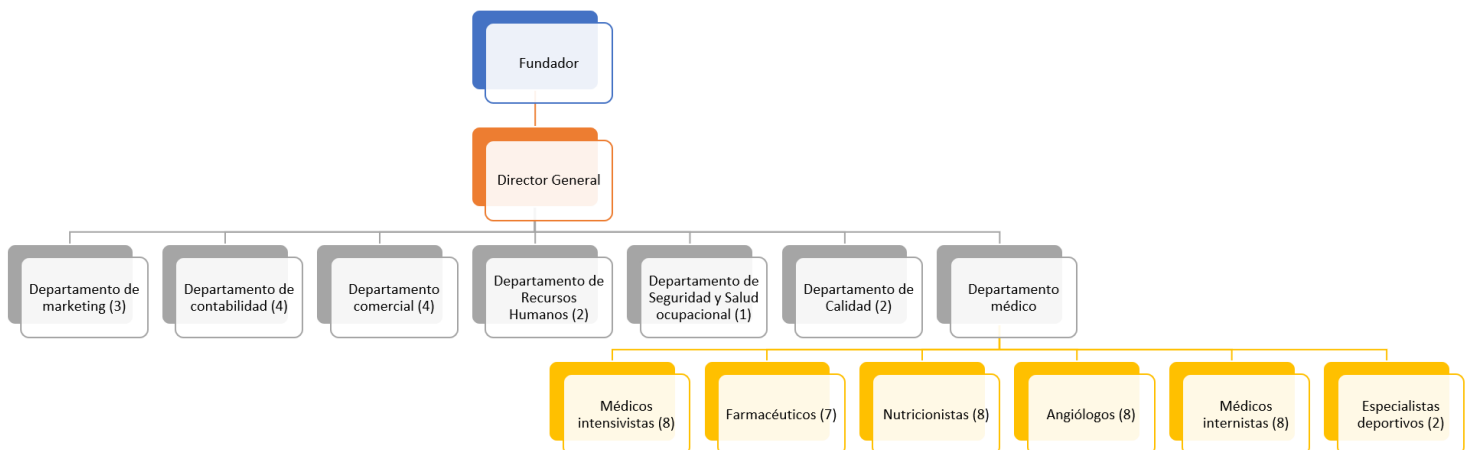 Fundador
Director General
Departamento de
marketing (3)
Departamento de
contabilidad (4)
Departamento
comercial (4)
Departamento de
Recursos
Humanos (2)
Departamento de
Seguridad y Salud
ocupacional (1)
Departamento de
Calidad (2)
Departamento
médico
Médicos
intensivistas (8)
Farmacéuticos (7)
Nutricionistas (8)
Angiólogos (8)
Médicos
internistas (8)
Especialistas
deportivos (2)